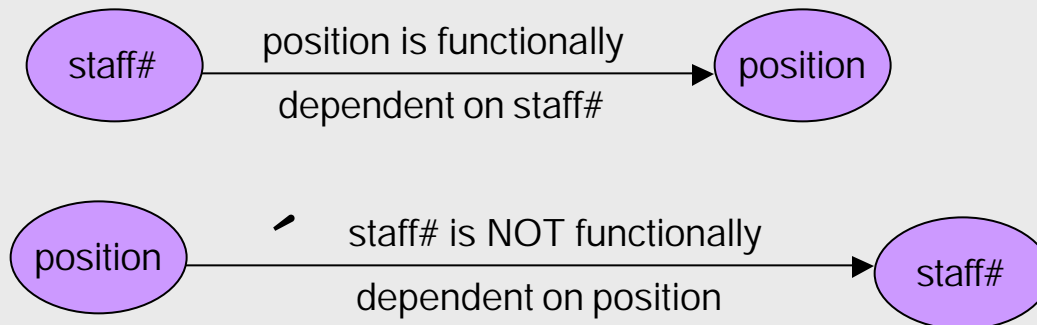 staff#
position is functionally
dependent on staff#
position
position
staff# is NOT functionally
dependent on position
staff#